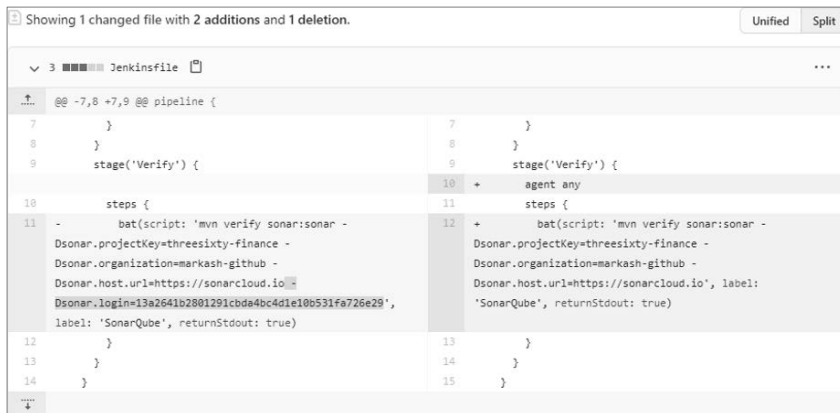 Showing 1 changed file with 2 additions and 1 deletion.
Unified Split
3 Jenkinsfile ...
@@ -7,8 +7,9 @@ pipeline {
7 }
8 }
9 stage('Verify') {
10 steps {
11 - bat(script: 'mvn verify sonar:sonar -
Dsonar.projectKey=threesixty-finance -
Dsonar.organization=markash-github -
Dsonar.host.url=https://sonarcloud.io -
Dsonar.login=13a2641b2801291cbda4bc4d1e10b531fa726e29',
label: 'SonarQube', returnStdout: true)
12 }
13 }
14 }
7 }
8 }
9 stage('Verify') {
10 + agent any
11 steps {
12 + bat(script: 'mvn verify sonar:sonar -
Dsonar.projectKey=threesixty-finance -
Dsonar.organization=markash-github -
Dsonar.host.url=https://sonarcloud.io', label:
'SonarQube', returnStdout: true)
13 }
14 }
15 }